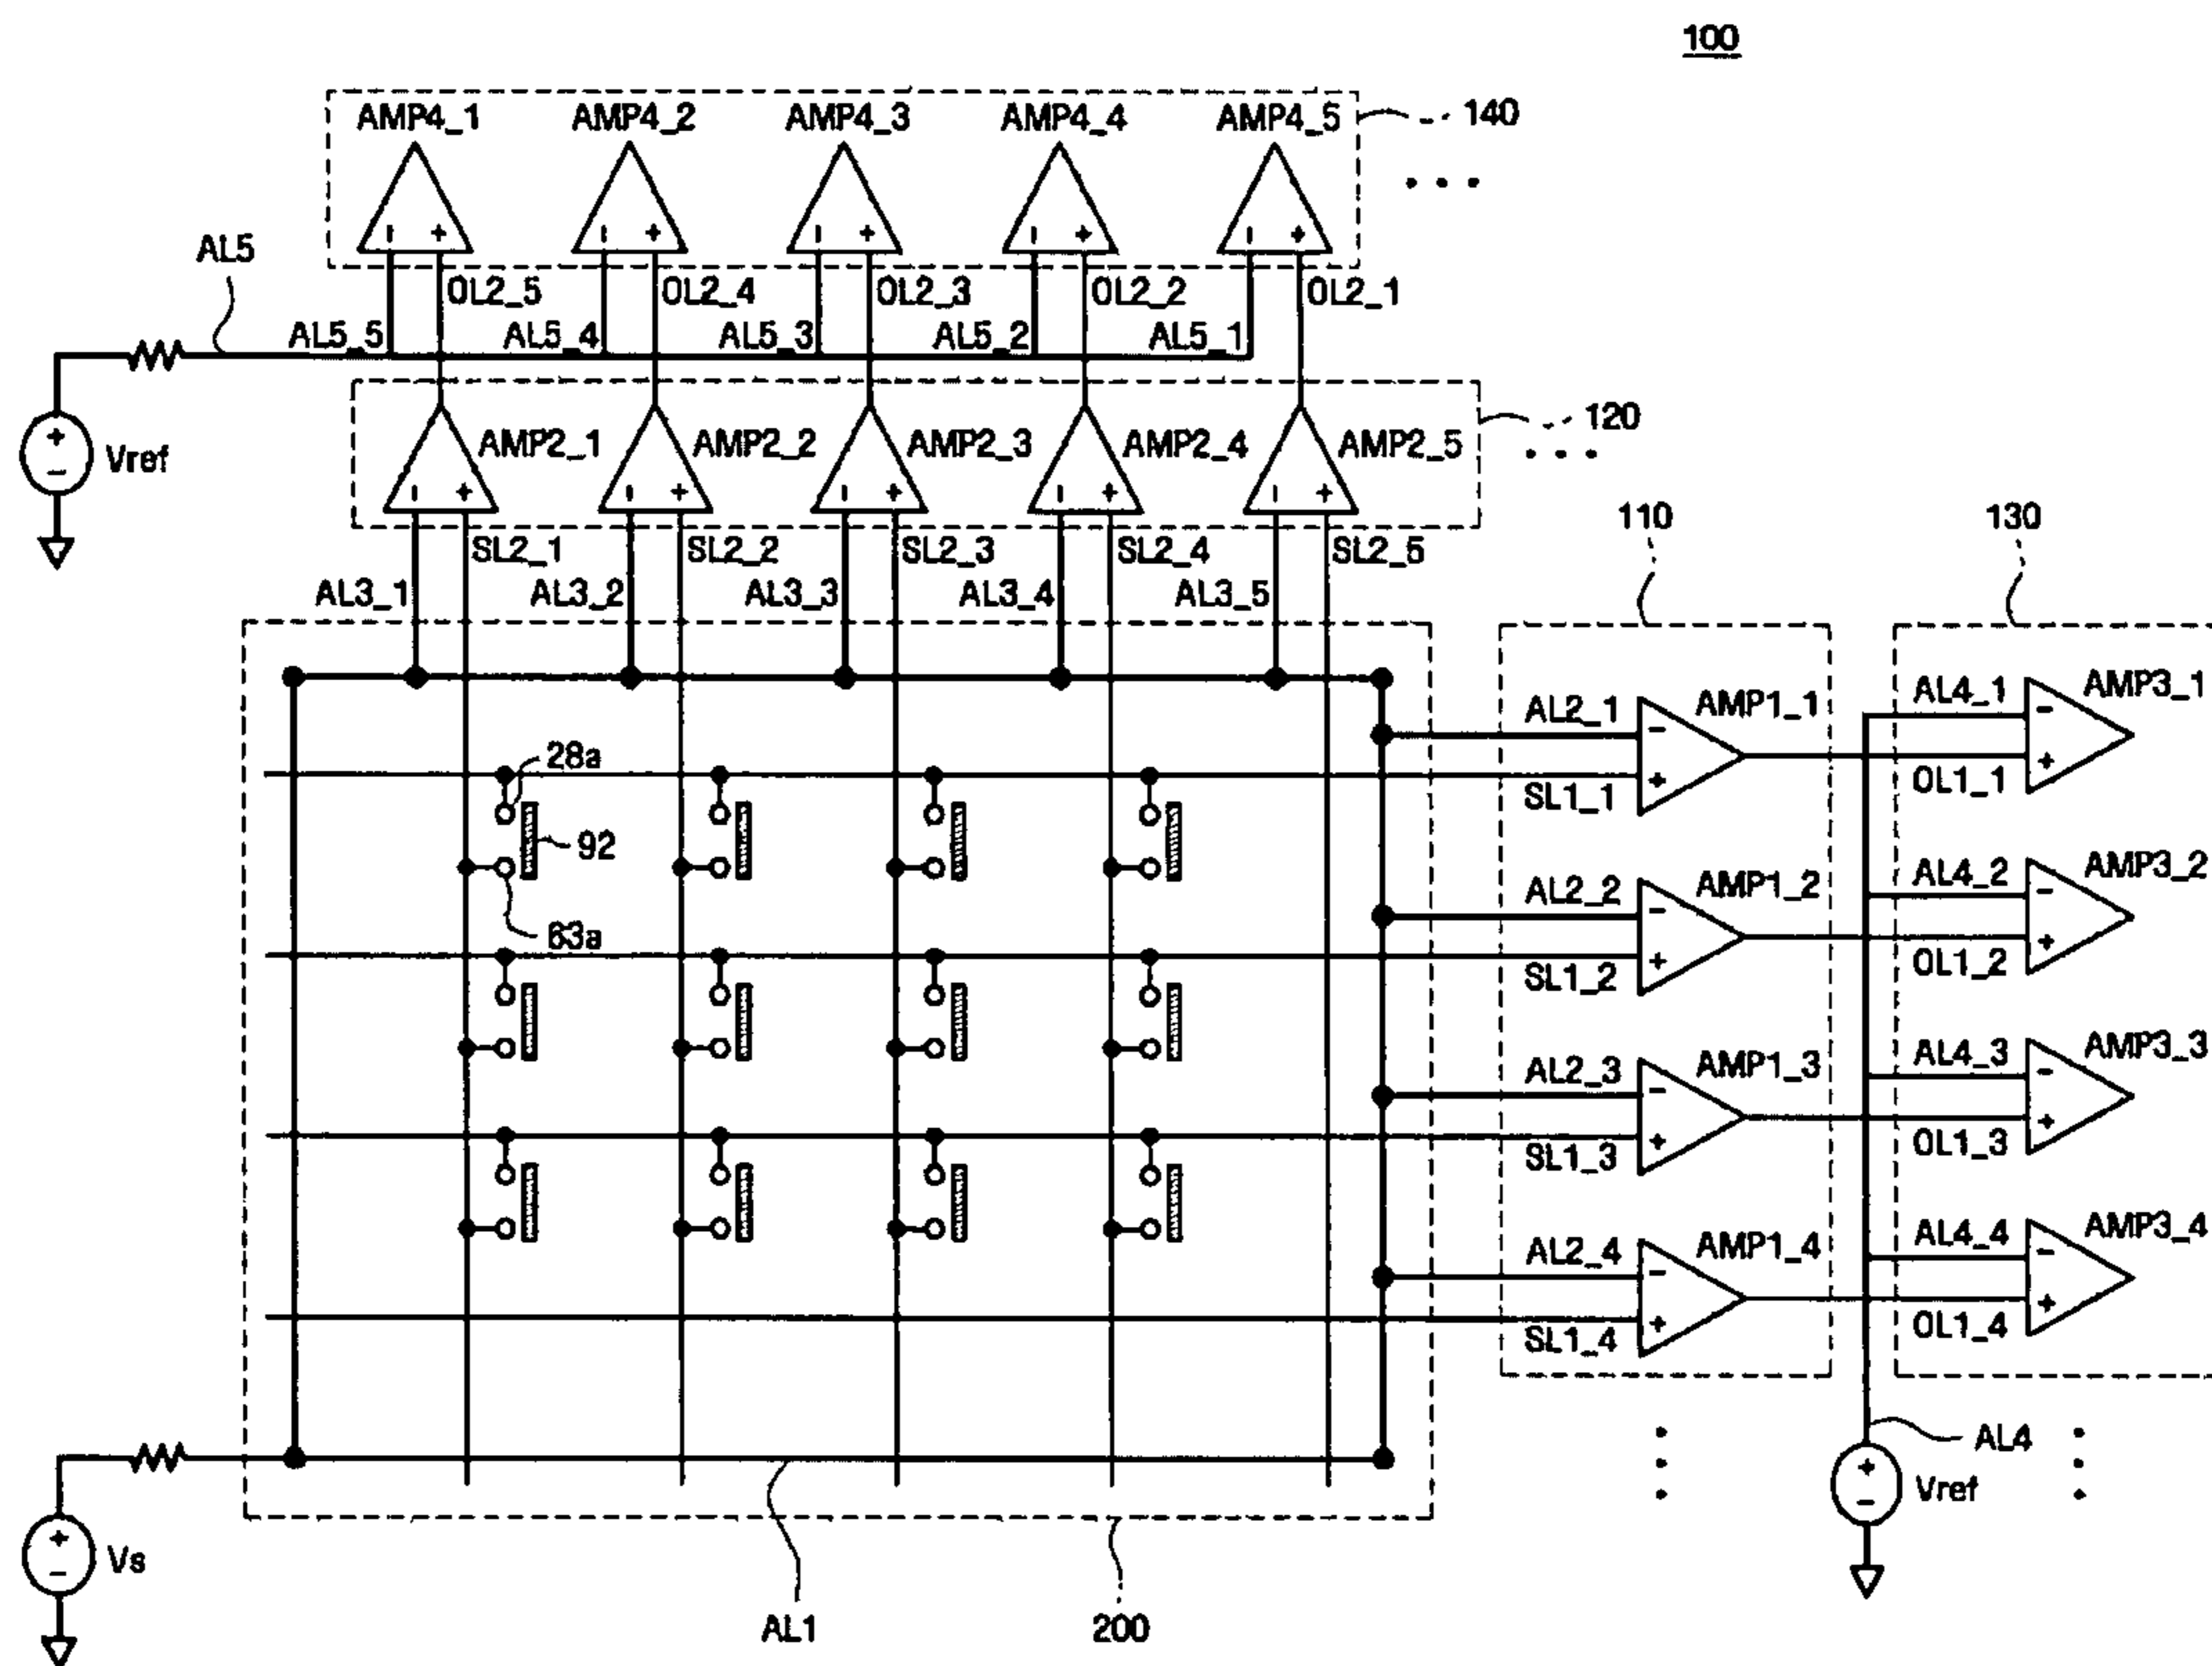 100
AMP4_1 AMP4_2 AMP4_3 AMP4_4 AMP4_5 140
- + - + - + - + - +
AL5 OL2_5 OL2_4 OL2_3 OL2_2 OL2_1
AL5_5 AL5_4 AL5_3 AL5_2 AL5_1
120
+ - Vref AMP2_1 AMP2_2 AMP2_3 AMP2_4 AMP2_5
- + - + - + - + - +
110 130
SL2_1 SL2_2 SL2_3 SL2_4 SL2_5
AL3_1 AL3_2 AL3_3 AL3_4 AL3_5
AL2_1 - AMP1_1 AL4_1 - AMP3_1
28a
SL1_1 + OL1_1 +
92
AL2_2 - AMP1_2 AL4_2 - AMP3_2
63a
SL1_2 + OL1_2 +
AL2_3 - AMP1_3 AL4_3 - AMP3_3
SL1_3 + OL1_3 +
AL2_4 - AMP1_4 AL4_4 - AMP3_4
SL1_4 + OL1_4 +
AL4
+ - Vref
+ - Vs
AL1 200